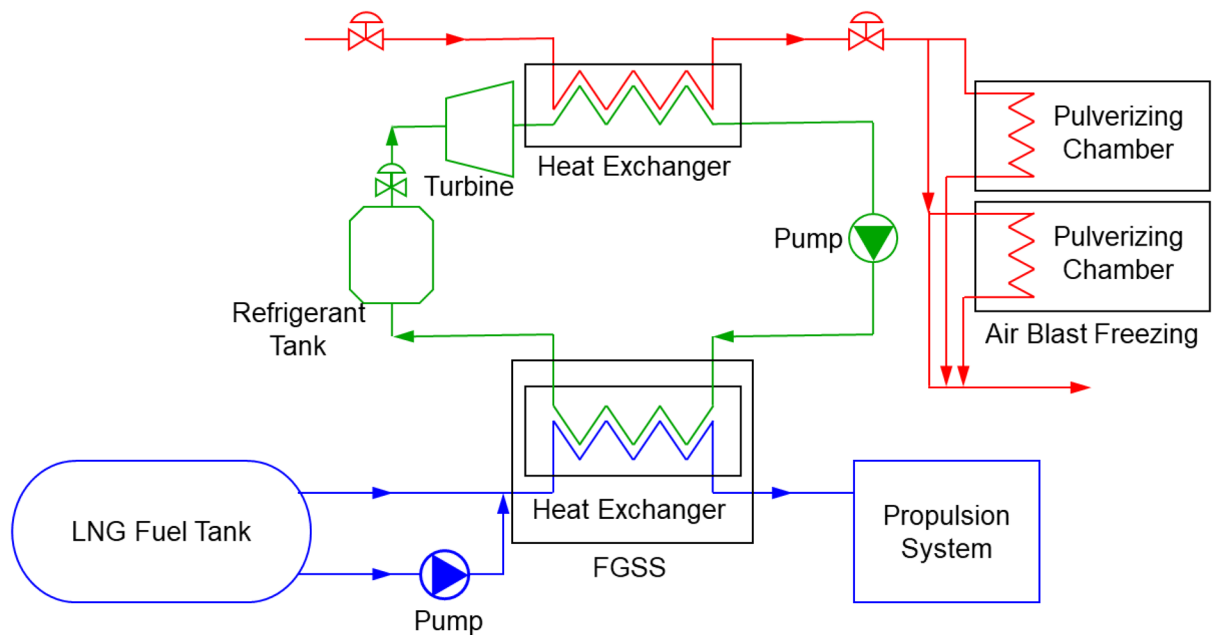 Heat Exchanger
Turbine
Pulverizing
Chamber
Pump
Pulverizing
Chamber
Refrigerant
Tank
Air Blast Freezing
LNG Fuel Tank
Heat Exchanger
FGSS
Propulsion
System
Pump